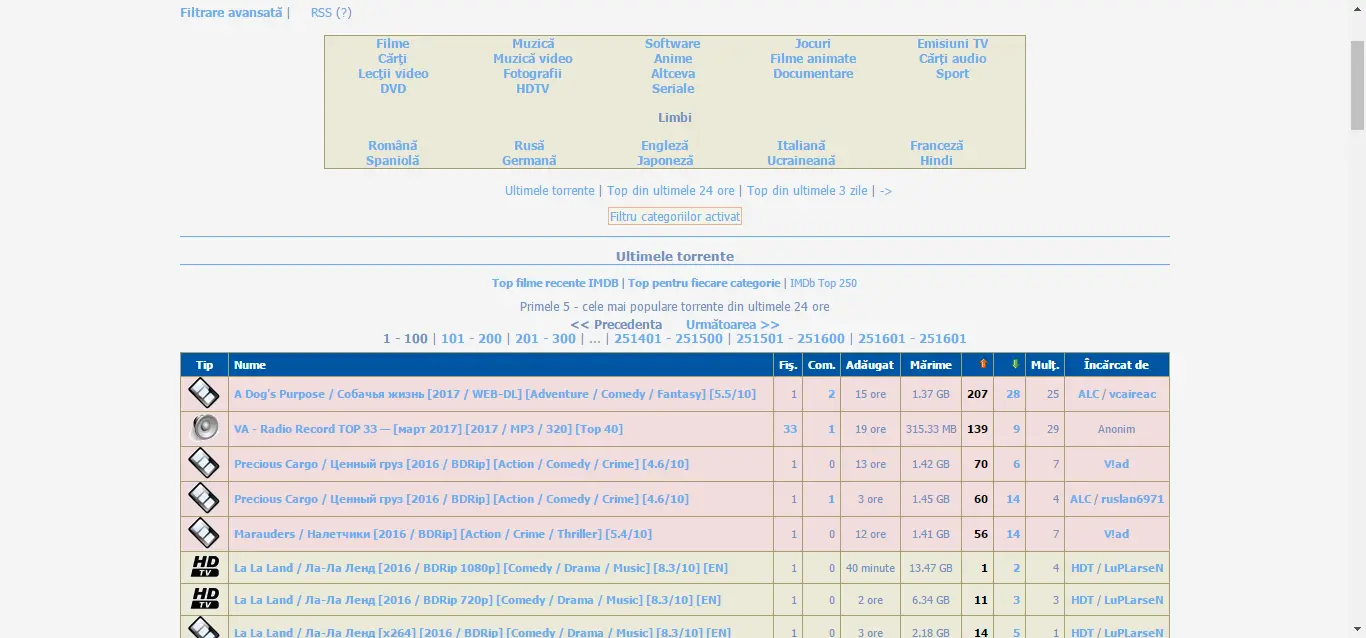 Filtrare avansată | RSS (?)
Filme Muzică Software Jocuri Emisiuni TV
Cărți Muzică video Anime Filme animate Cărți audio
Lecții video Fotografii Altceva Documentare Sport
DVD HDTV Seriale
Limbi
Română Rusă Engleză Italiană Franceză
Spaniolă Germană Japoneză Ucraineană Hindi
Ultimele torrente | Top din ultimele 24 ore | Top din ultimele 3 zile | ->
Filtru categoriilor activat
Ultimele torrente
Top filme recente IMDB | Top pentru fiecare categorie | IMDb Top 250
Primele 5 - cele mai populare torrente din ultimele 24 ore
<< Precedenta Următoarea >>
1 - 100 | 101 - 200 | 201 - 300 | ... | 251401 - 251500 | 251501 - 251600 | 251601 - 251601
Tip Nume Fiș. Com. Adăugat Mărime Mulț. Încărcat de
A Dog's Purpose / Собачья жизнь [2017 / WEB-DL] [Adventure / Comedy / Fantasy] [5.5/10] 1 2 15 ore 1.37 GB 207 28 25 ALC / vcaireac
VA - Radio Record TOP 33 — [март 2017] [2017 / MP3 / 320] [Top 40] 33 1 19 ore 315.33 MB 139 9 29 Anonim
Precious Cargo / Ценный груз [2016 / BDRip] [Action / Comedy / Crime] [4.6/10] 1 0 13 ore 1.42 GB 70 6 7 V!ad
Precious Cargo / Ценный груз [2016 / BDRip] [Action / Comedy / Crime] [4.6/10] 1 1 3 ore 1.45 GB 60 14 4 ALC / ruslan6971
Marauders / Налетчики [2016 / BDRip] [Action / Crime / Thriller] [5.4/10] 1 0 12 ore 1.41 GB 56 14 7 V!ad
HD TV La La Land / Ла-Ла Ленд [2016 / BDRip 1080p] [Comedy / Drama / Music] [8.3/10] [EN] 1 0 40 minute 13.47 GB 1 2 4 HDT / LuPLarseN
HD TV La La Land / Ла-Ла Ленд [2016 / BDRip 720p] [Comedy / Drama / Music] [8.3/10] [EN] 1 0 2 ore 6.34 GB 11 3 3 HDT / LuPLarseN
La La Land / Ла-Ла Ленд [x264] [2016 / BDRip] [Comedy / Drama / Music] [8.3/10] [EN] 1 0 3 ore 2.18 GB 14 5 1 HDT / LuPLarseN